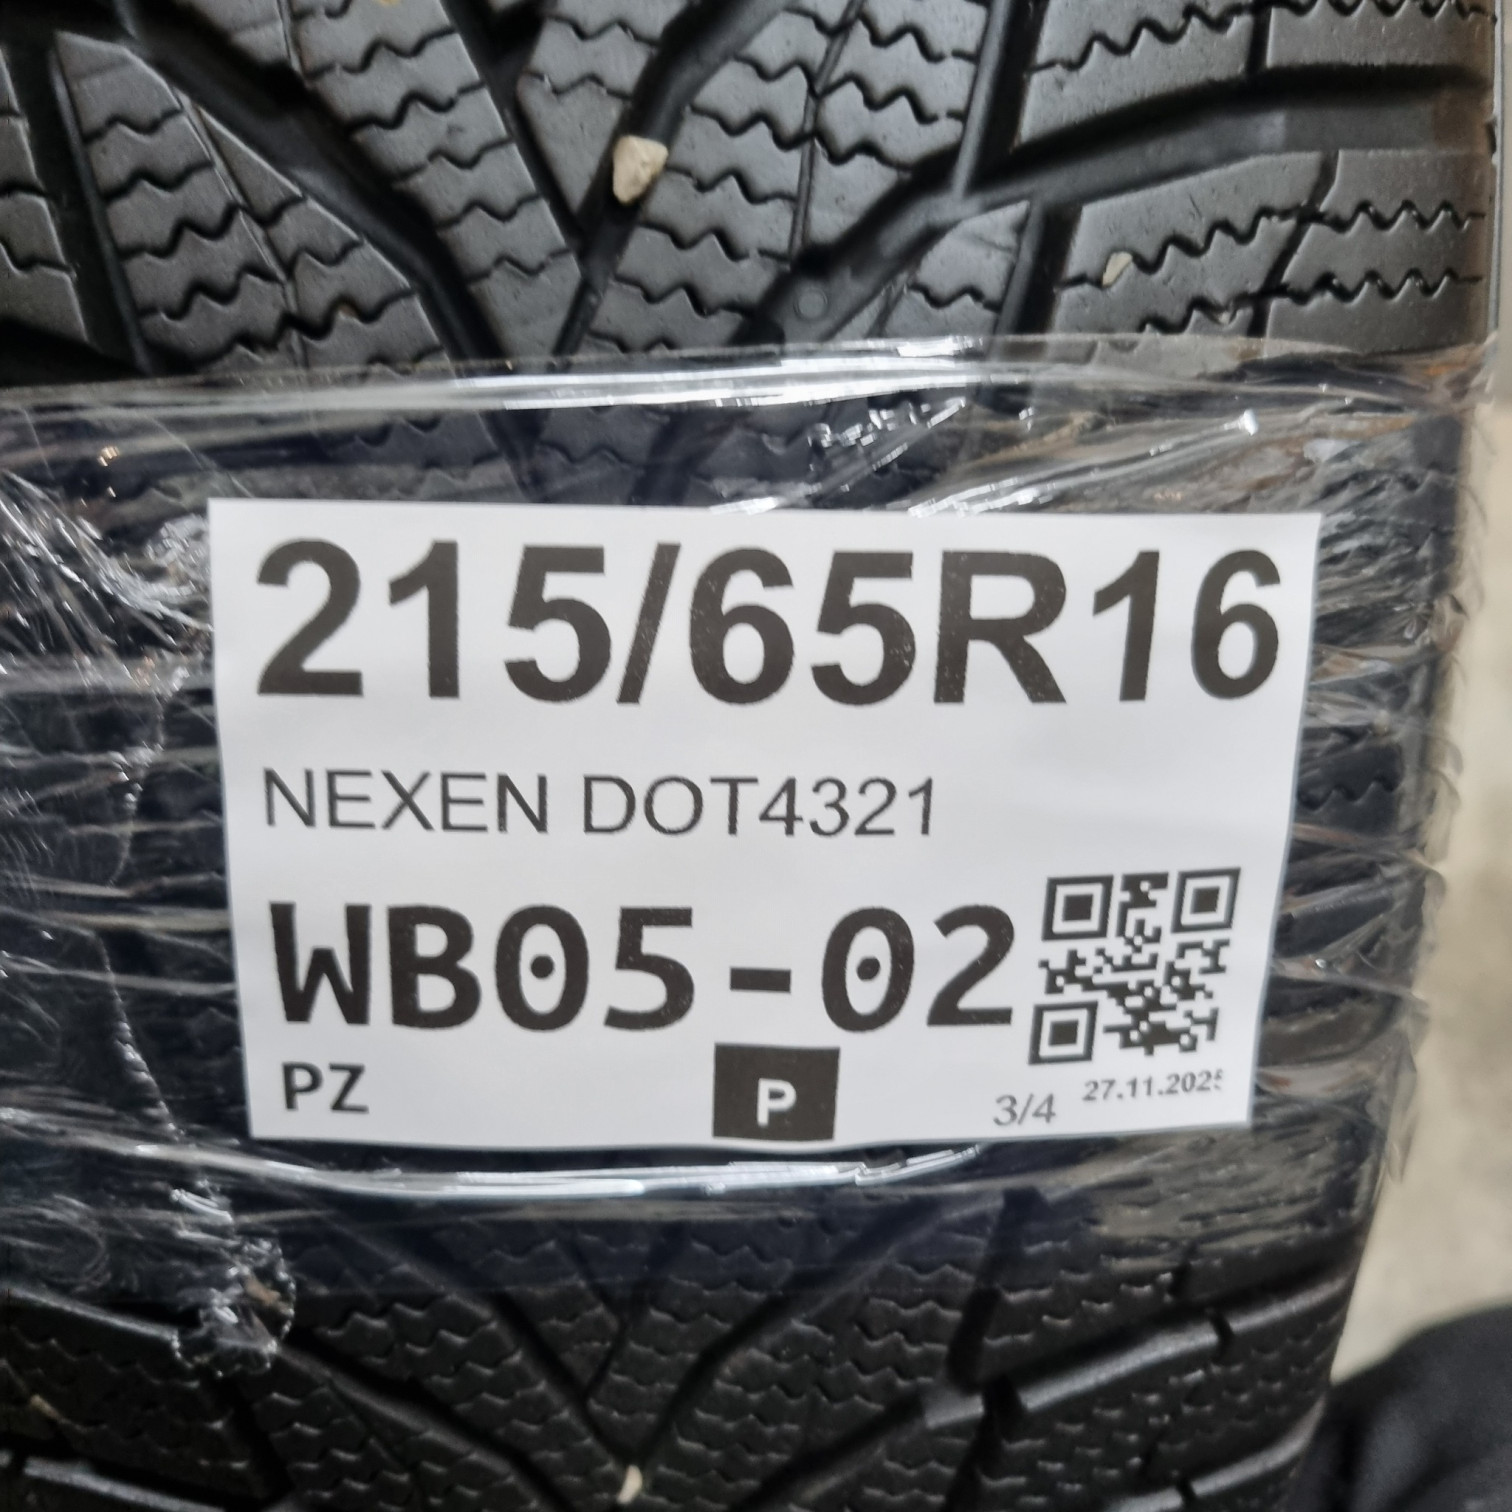 215/65R16
NEXEN DOT4321
WB05-02
PZ
P
3/4
27.11.2025